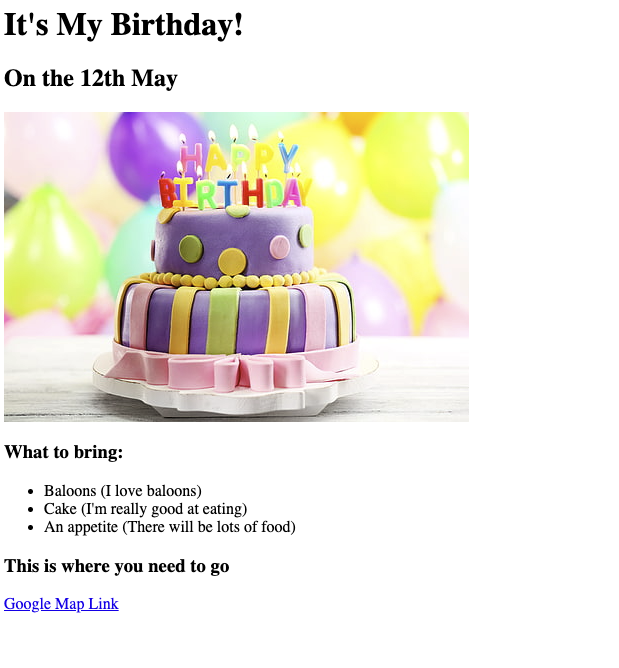 It's My Birthday!
On the 12th May
HAPPY
BIRTHDAY
What to bring:
Baloons (I love baloons)
Cake (I'm really good at eating)
An appetite (There will be lots of food)
This is where you need to go
Google Map Link